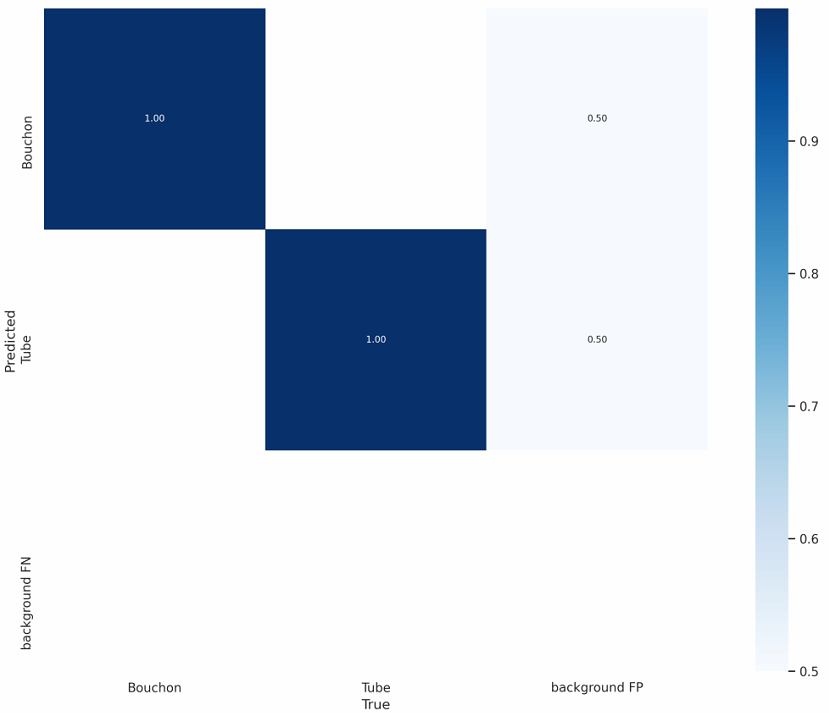 1.00
0.50
1.00
0.50
Bouchon
Tube
background FN
Predicted
Bouchon
Tube
background FP
True
0.9
0.8
0.7
0.6
0.5